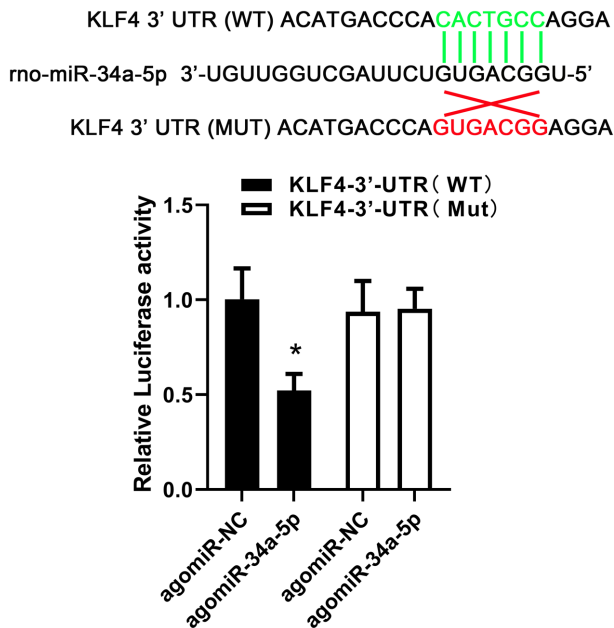 KLF4 3' UTR (WT) ACATGACCCACACTGCCAGGA
rno-miR-34a-5p 3'-UGUUGGUCGAUUCUGUGACGGU-5'
KLF4 3' UTR (MUT) ACATGACCCAGUGACGGAGGA
KLF4-3'-UTR( WT)
KLF4-3'-UTR( Mut)
Relative Luciferase activity
1.5
1.0
0.5
0.0
*
agomiR-NC
agomiR-34a-5p
agomiR-NC
agomiR-34a-5p